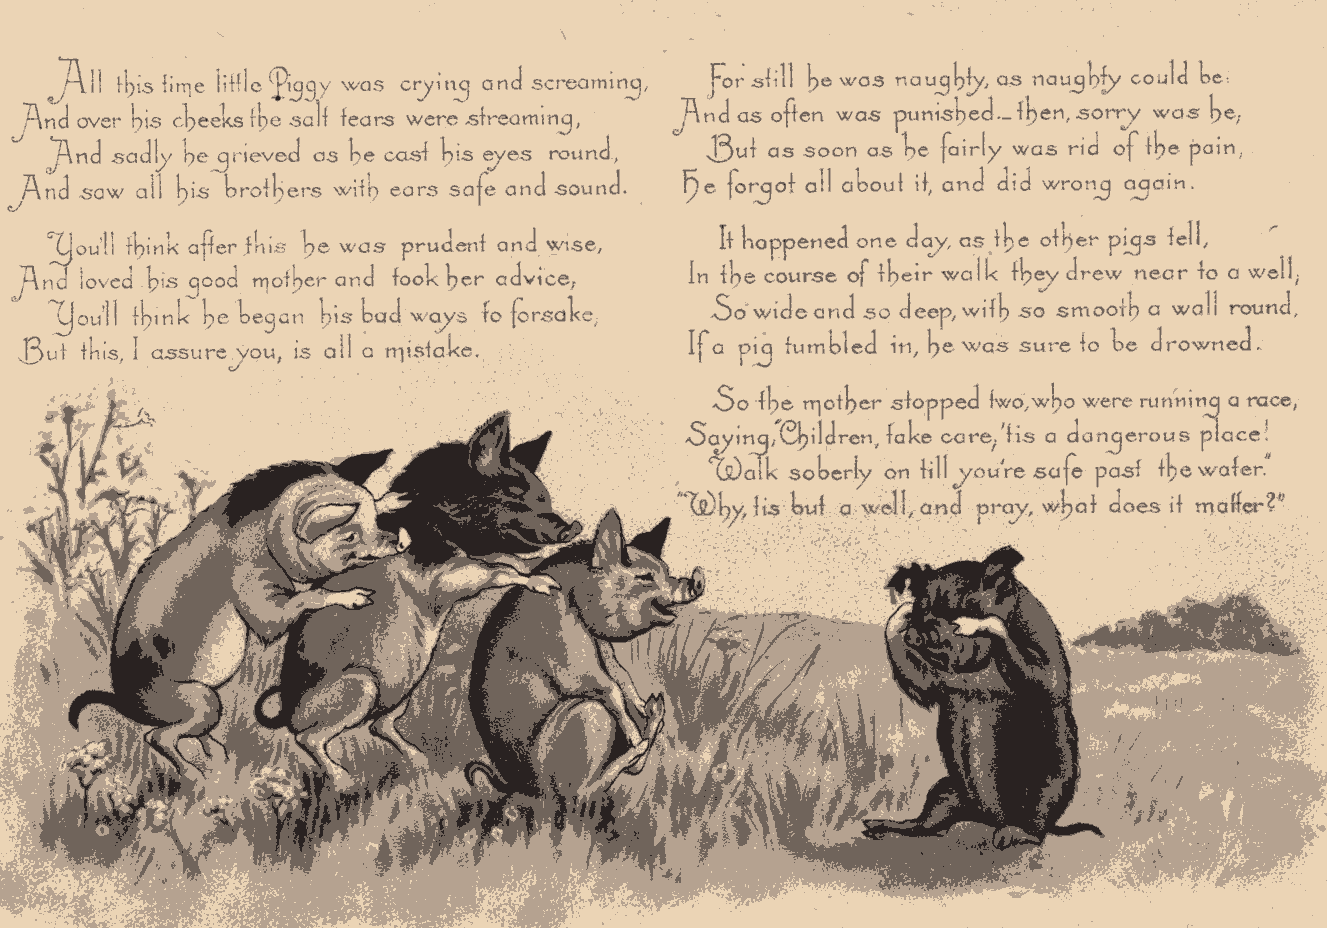 All this time little Piggy was crying and screaming,
And over his cheeks the salt tears were streaming,
And sadly he grieved as he cast his eyes round,
And saw all his brothers with ears safe and sound.
You'll think after this he was prudent and wise,
And loved his good mother and took her advice,
You'll think he began his bad ways to forsake,
But this, I assure you, is all a mistake.
For still he was naughty, as naughty could be:
And as often was punished._then, sorry was he;
But as soon as he fairly was rid of the pain,
He forgot all about it, and did wrong again.
It happened one day, as the other pigs tell,
In the course of their walk they drew near to a well;
So wide and so deep, with so smooth a wall round,
If a pig tumbled in, he was sure to be drowned.
So the mother stopped two, who were running a race,
Saying, "Children, take care, 'tis a dangerous place!
Walk soberly on till you're safe past the water."
"Why, tis but a well, and pray, what does it matter?"